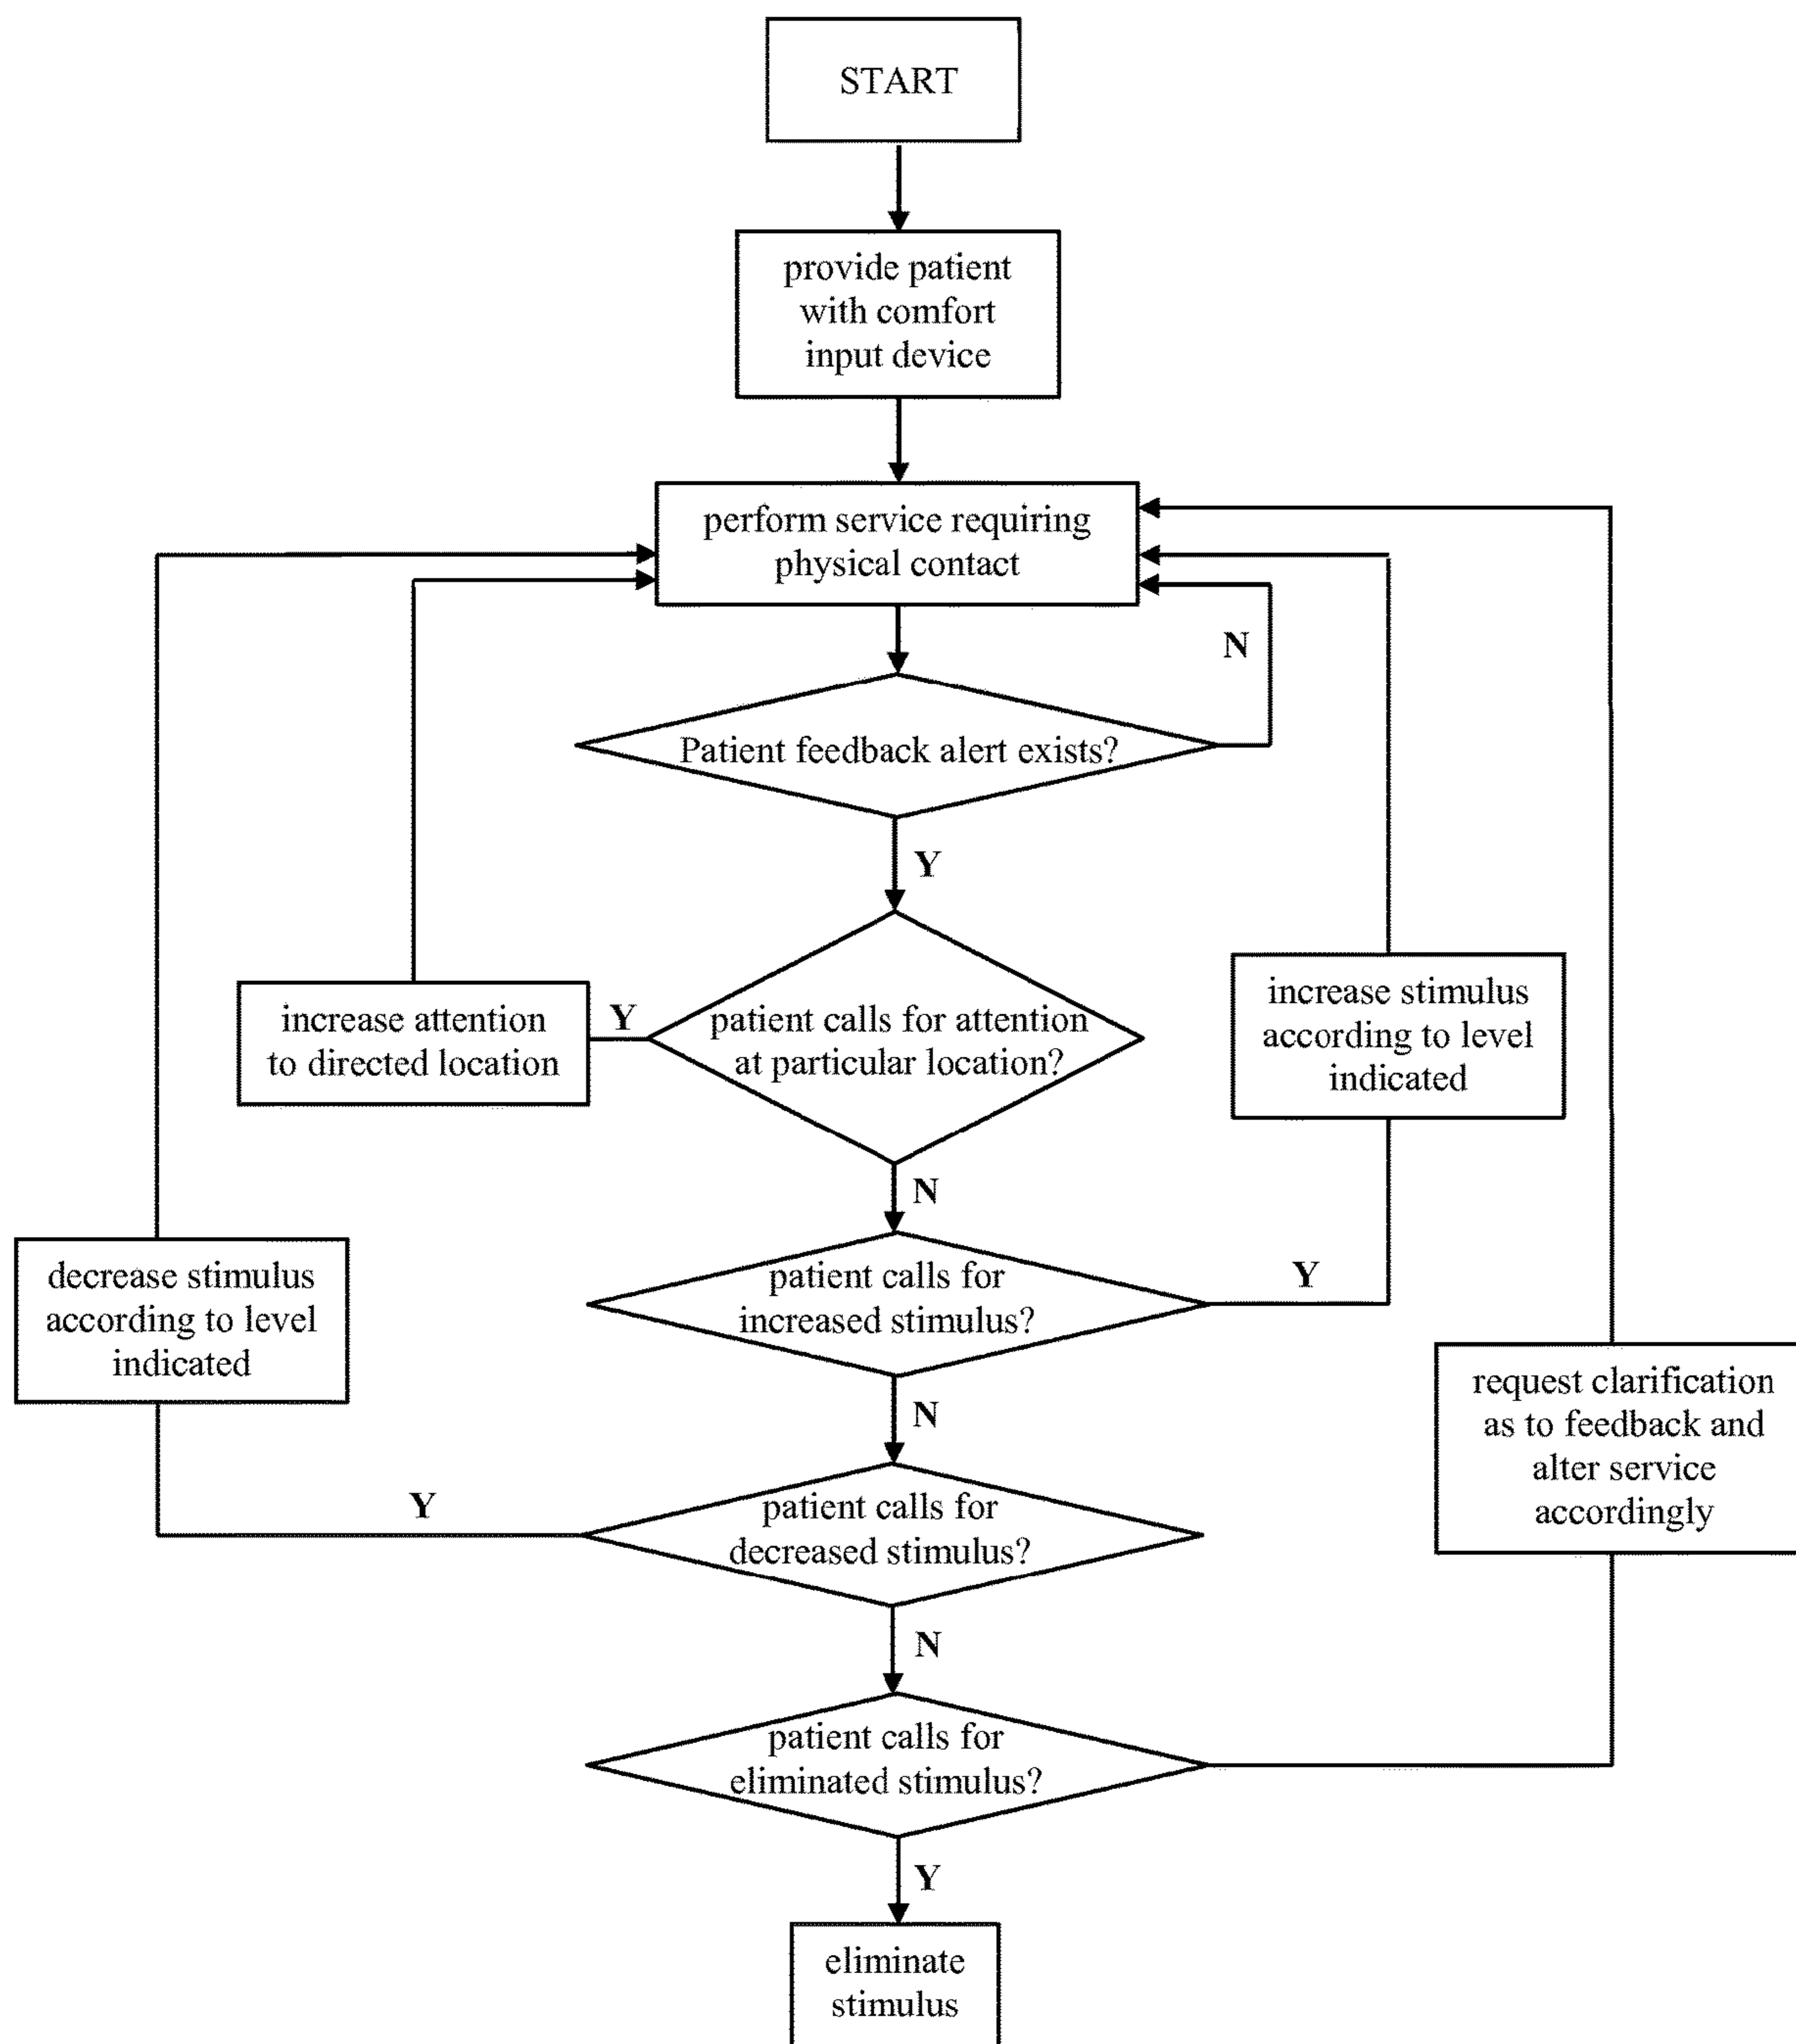 START
provide patient
with comfort
input device
perform service requiring
physical contact
N
Patient feedback alert exists?
Y
patient calls for attention
at particular location?
Y
increase attention
to directed location
increase stimulus
according to level
indicated
N
patient calls for
increased stimulus?
Y
decrease stimulus
according to level
indicated
N
request clarification
as to feedback and
alter service
accordingly
patient calls for
decreased stimulus?
Y
N
patient calls for
eliminated stimulus?
Y
eliminate
stimulus